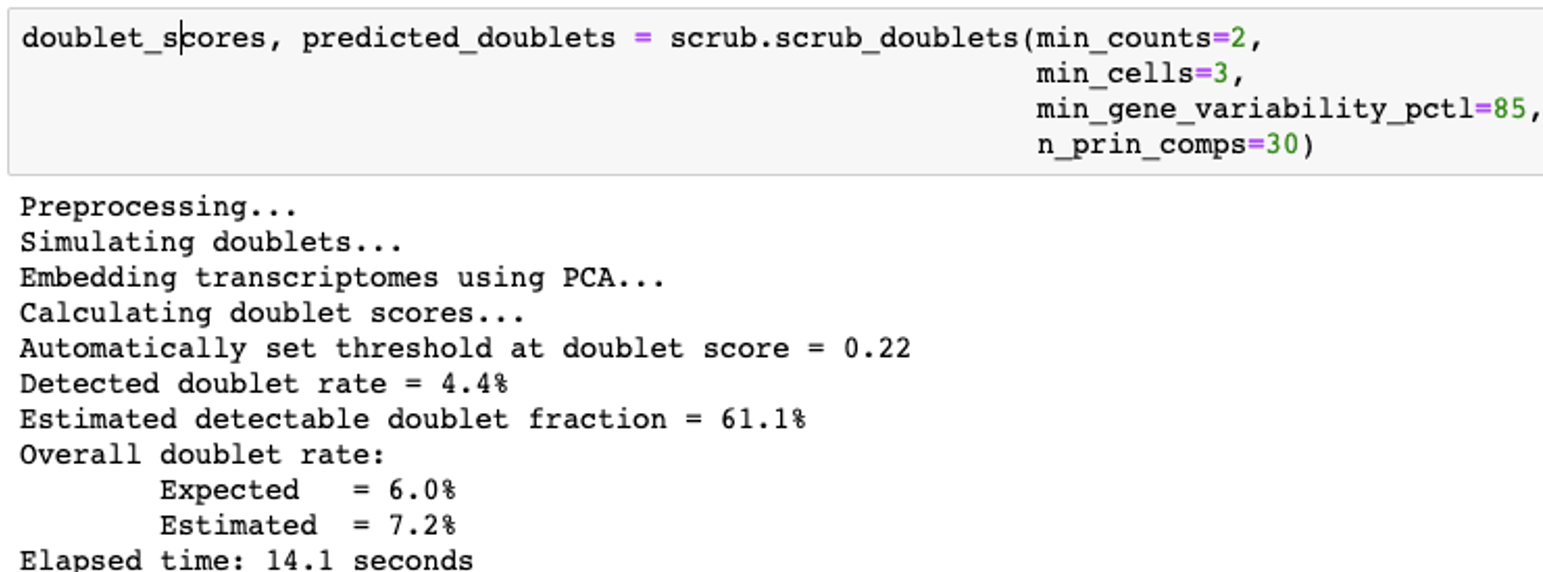 doublet_scores, predicted_doublets = scrub.scrub_doublets(min_counts=2,
min_cells=3,
min_gene_variability_pctl=85,
n_prin_comps=30)
Preprocessing...
Simulating doublets...
Embedding transcriptomes using PCA...
Calculating doublet scores...
Automatically set threshold at doublet score = 0.22
Detected doublet rate = 4.4%
Estimated detectable doublet fraction = 61.1%
Overall doublet rate:
Expected   = 6.0%
Estimated  = 7.2%
Elapsed time: 14.1 seconds